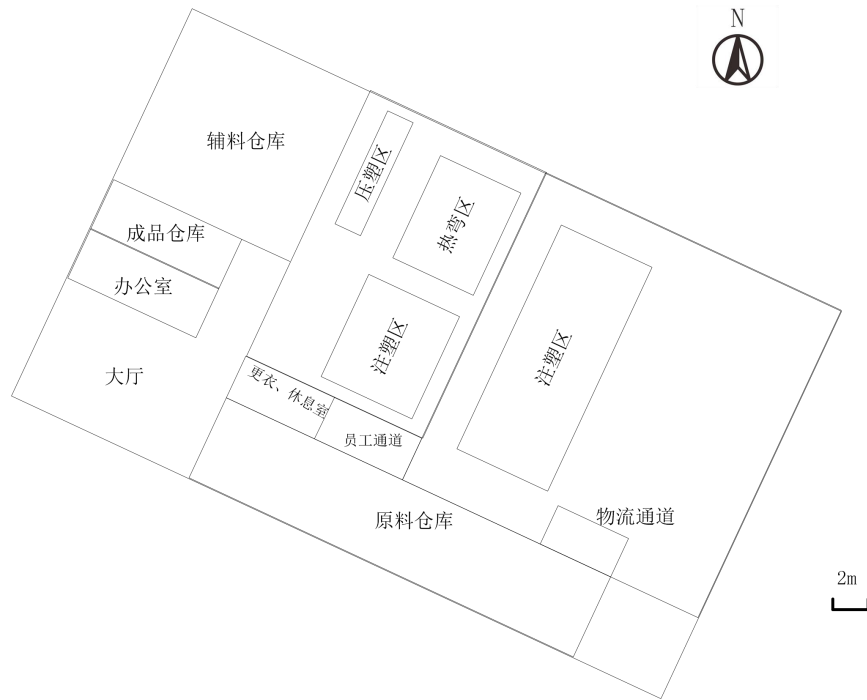 N
辅料仓库
压塑区
热弯区
成品仓库
办公室
注塑区
注塑区
大厅
更衣、休息室
员工通道
原料仓库
物流通道
2m